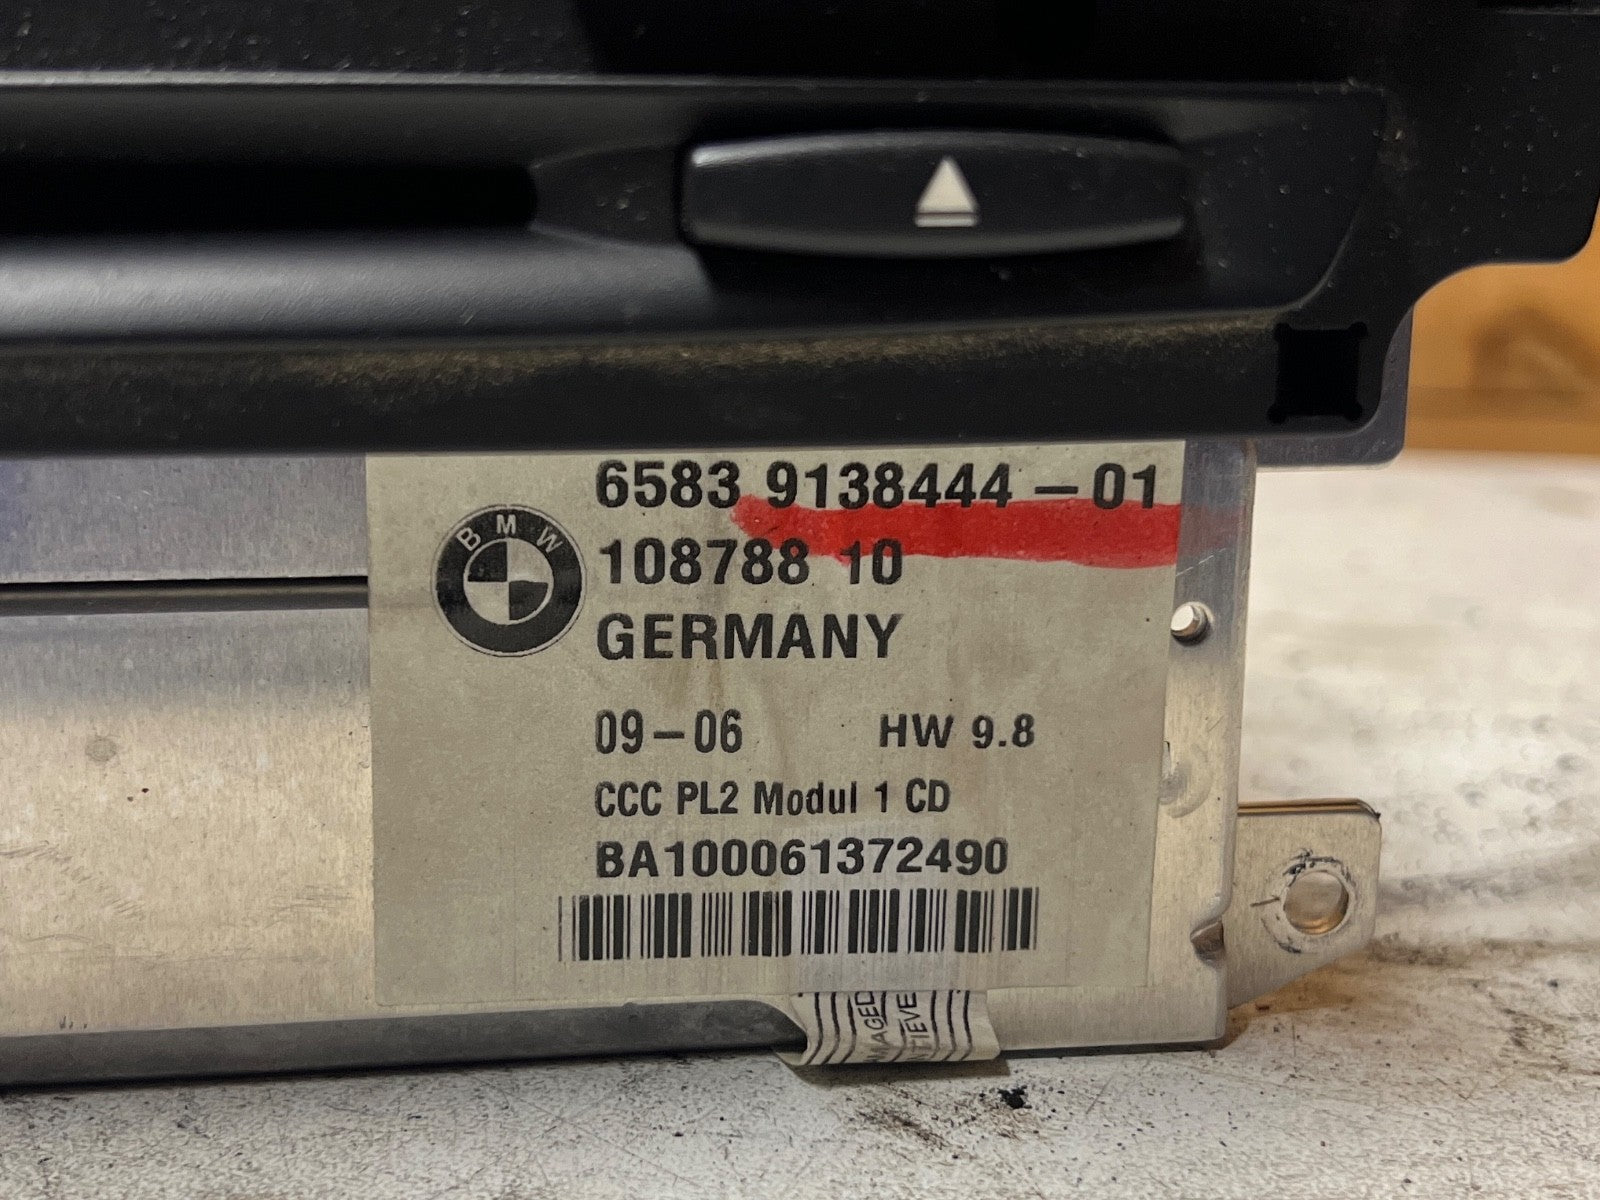 6583 9138444-01
BMW
108788 10
GERMANY
09-06 HW 9.8
CCC PL2 Modul 1 CD
BA100061372490